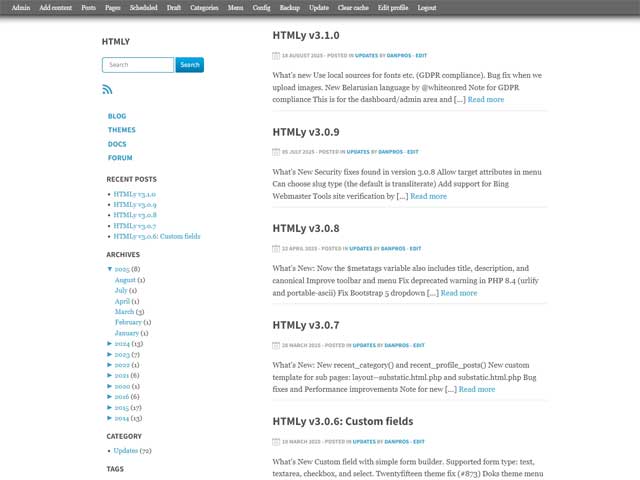 Admin Add content Posts Pages Scheduled Draft Categories Menu Config Backup Update Clear cache Edit profile Logout
HTMLY
Search Search
BLOG
THEMES
DOCS
FORUM
RECENT POSTS
• HTMLy v3.1.0
• HTMLy v3.0.9
• HTMLy v3.0.8
• HTMLy v3.0.7
• HTMLy v3.0.6: Custom fields
ARCHIVES
▼ 2025 (8)
August (1)
July (1)
April (1)
March (3)
February (1)
January (1)
► 2024 (13)
► 2023 (7)
► 2022 (1)
► 2021 (6)
► 2020 (1)
► 2016 (6)
► 2015 (17)
► 2014 (13)
CATEGORY
• Updates (72)
TAGS
HTMLy v3.1.0
18 AUGUST 2025 - POSTED IN UPDATES BY DANPROS - EDIT
What's new Use local sources for fonts etc. (GDPR compliance). Bug fix when we
upload images. New Belarusian language by @whiteonred Note for GDPR
compliance This is for the dashboard/admin area and [...] Read more
HTMLy v3.0.9
05 JULY 2025 - POSTED IN UPDATES BY DANPROS - EDIT
What's New Security fixes found in version 3.0.8 Allow target attributes in menu
Can choose slug type (the default is transliterate) Add support for Bing
Webmaster Tools site verification by [...] Read more
HTMLy v3.0.8
22 APRIL 2025 - POSTED IN UPDATES BY DANPROS - EDIT
What's New: Now the $metatags variable also includes title, description, and
canonical Improve toolbar and menu Fix deprecated warning in PHP 8.4 (urlify
and portable-ascii) Fix Bootstrap 5 dropdown [...] Read more
HTMLy v3.0.7
28 MARCH 2025 - POSTED IN UPDATES BY DANPROS - EDIT
What's New: New recent_category() and recent_profile_posts() New custom
template for sub pages: layout--substatic.html.php and substatic.html.php Bug
fixes and Performance improvements Note for new [...] Read more
HTMLy v3.0.6: Custom fields
10 MARCH 2025 - POSTED IN UPDATES BY DANPROS - EDIT
What's New Custom field with simple form builder. Supported form type: text,
textarea, checkbox, and select. Twentyfifteen theme fix (#873) Doks theme menu